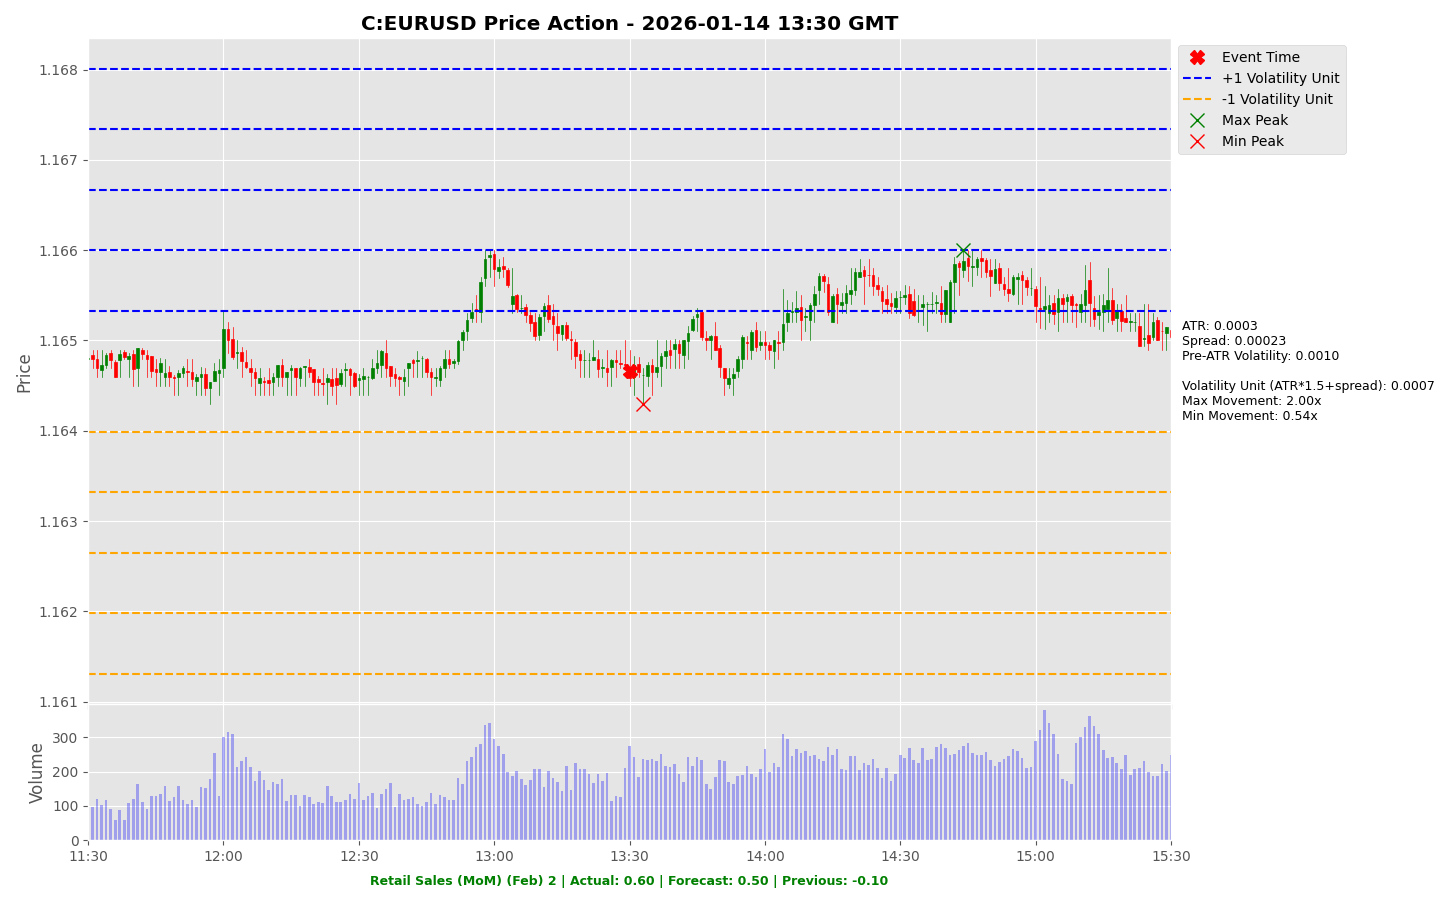 C:EURUSD Price Action - 2026-01-14 13:30 GMT
Event Time
+1 Volatility Unit
-1 Volatility Unit
Max Peak
Min Peak
1.168
1.167
1.166
1.165
1.164
1.163
1.162
1.161
Price
ATR: 0.0003
Spread: 0.00023
Pre-ATR Volatility: 0.0010
Volatility Unit (ATR*1.5+spread): 0.0007
Max Movement: 2.00x
Min Movement: 0.54x
300
200
100
0
Volume
11:30
12:00
12:30
13:00
13:30
14:00
14:30
15:00
15:30
Retail Sales (MoM) (Feb) 2 | Actual: 0.60 | Forecast: 0.50 | Previous: -0.10